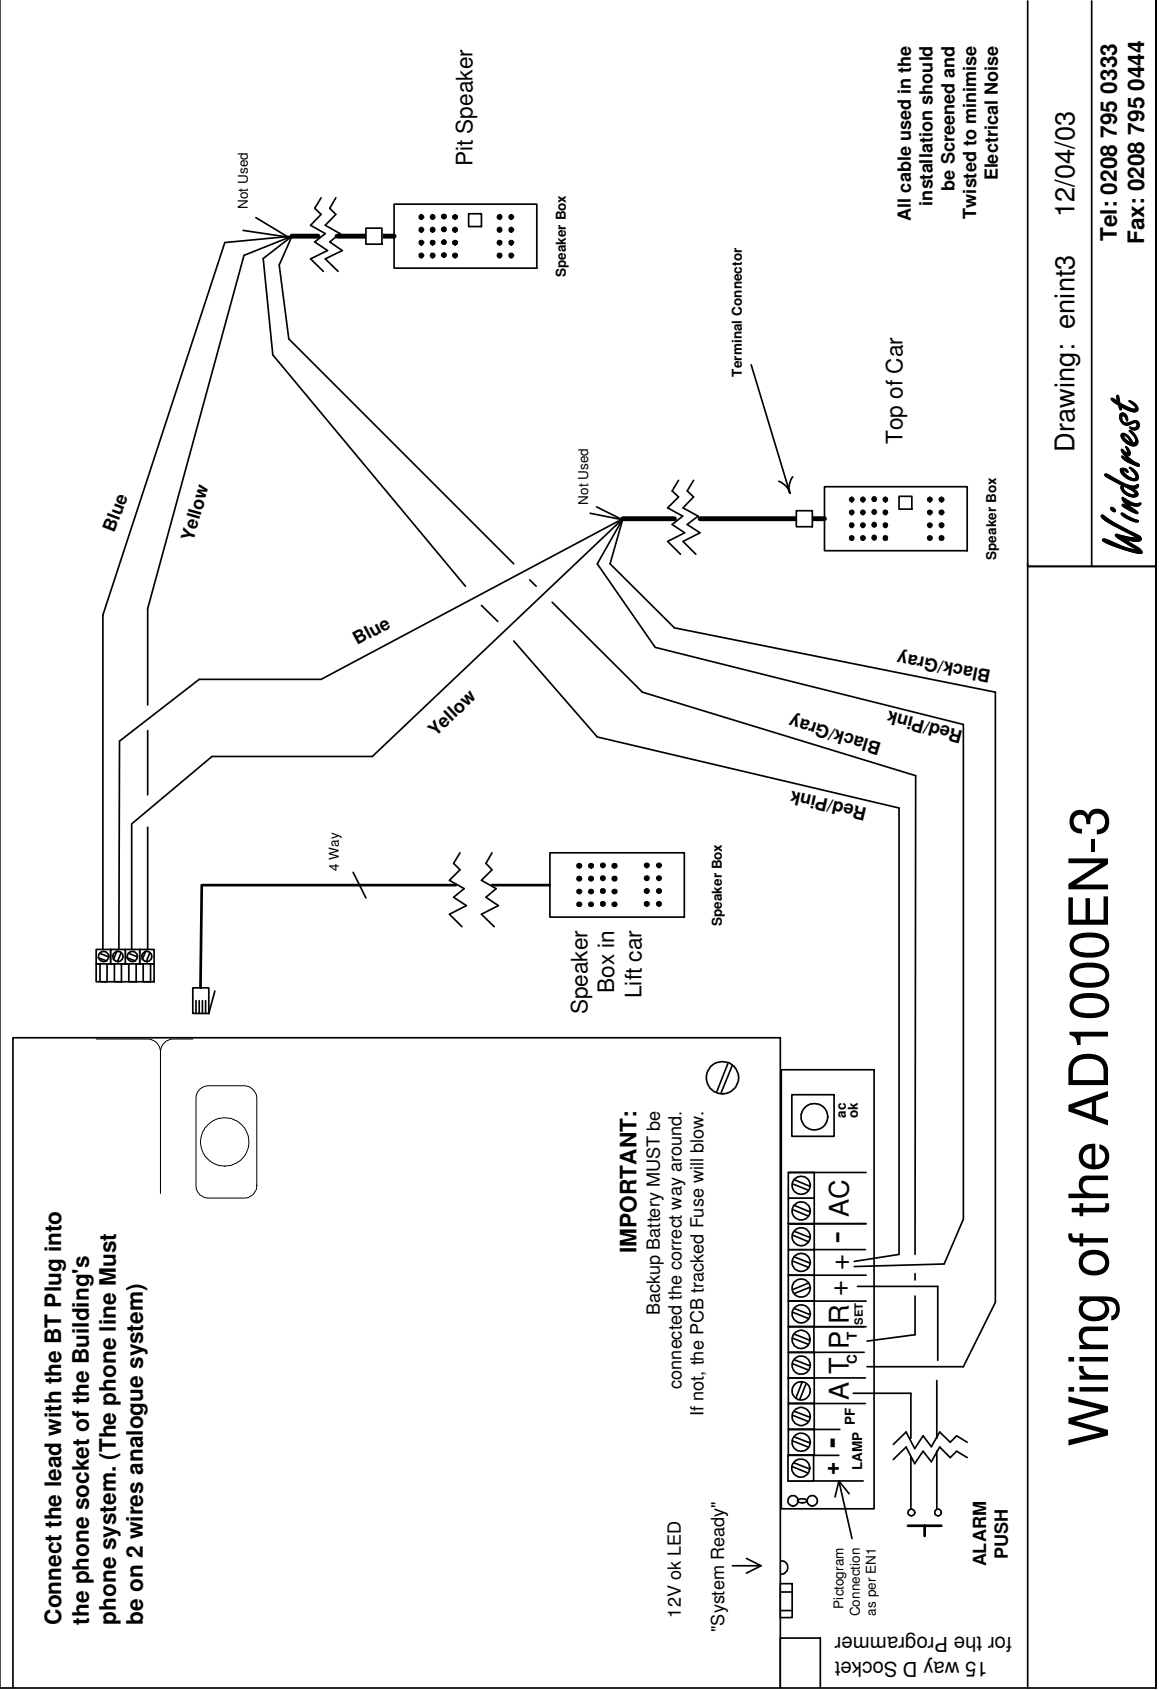 Connect the lead with the BT Plug into
the phone socket of the Building's
phone system. (The phone line Must
be on 2 wires analogue system)
Blue
Yellow
Not Used
Pit Speaker
Speaker Box
Blue
Yellow
Not Used
Terminal Connector
Top of Car
Speaker Box
4 Way
Speaker
Box in
Lift car
Speaker Box
Black/Gray
Red/Pink
Black/Gray
Red/Pink
All cable used in the
installation should
be Screened and
Twisted to minimise
Electrical Noise
IMPORTANT:
Backup Battery MUST be
connected the correct way around.
If not, the PCB tracked Fuse will blow.
12V ok LED
"System Ready"
+ - PF A TC PT R + + - AC
LAMP
SET
ac
ok
Pictogram
Connection
as per EN1
ALARM
PUSH
15 way D Socket
for the Programmer
Wiring of the AD1000EN-3
Drawing: enint3 12/04/03
Windcrest
Tel: 0208 795 0333
Fax: 0208 795 0444